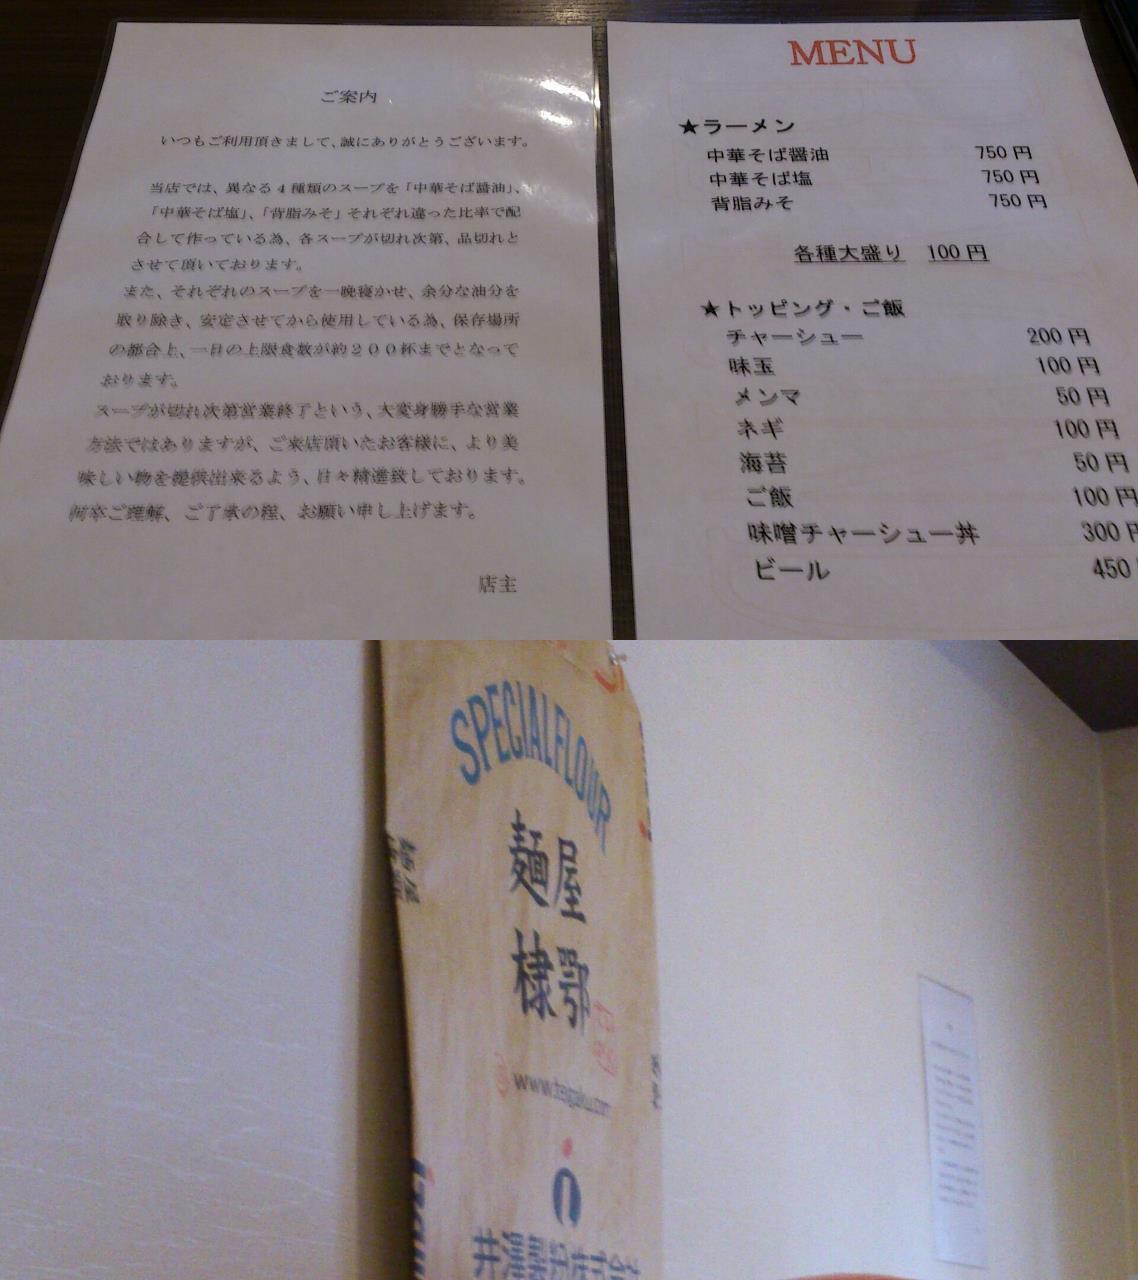 ご案内
いつもご利用頂きまして、誠にありがとうございます。
当店では、異なる4種類のスープを「中華そば醤油」、
「中華そば塩」、「背脂みそ」それぞれ違った比率で配
合して作っている為、各スープが切れ次第、品切れと
させて頂いております。
また、それぞれのスープを一晩寝かせ、余分な油分を
取り除き、安定させてから使用している為、保存場所
の都合上、一日の上限食数が約200杯までとなって
おります。
スープが切れ次第営業終了という、大変身勝手な営業
方法ではありますが、ご来店頂いたお客様に、より美
味しい物を提供出来るよう、日々精進致しております。
何卒ご理解、ご了承の程、お願い申し上げます。
店主
MENU
★ラーメン
中華そば醤油 750円
中華そば塩 750円
背脂みそ 750円
各種大盛り 100円
★トッピング・ご飯
チャーシュー 200円
味玉 100円
メンマ 50円
ネギ 100円
海苔 50円
ご飯 100円
味噌チャーシュー丼 300円
ビール 450
SPECIAL FLOUR
麺屋
棣鄂
麺屋
www.teigaku.com
井澤製粉株式会社